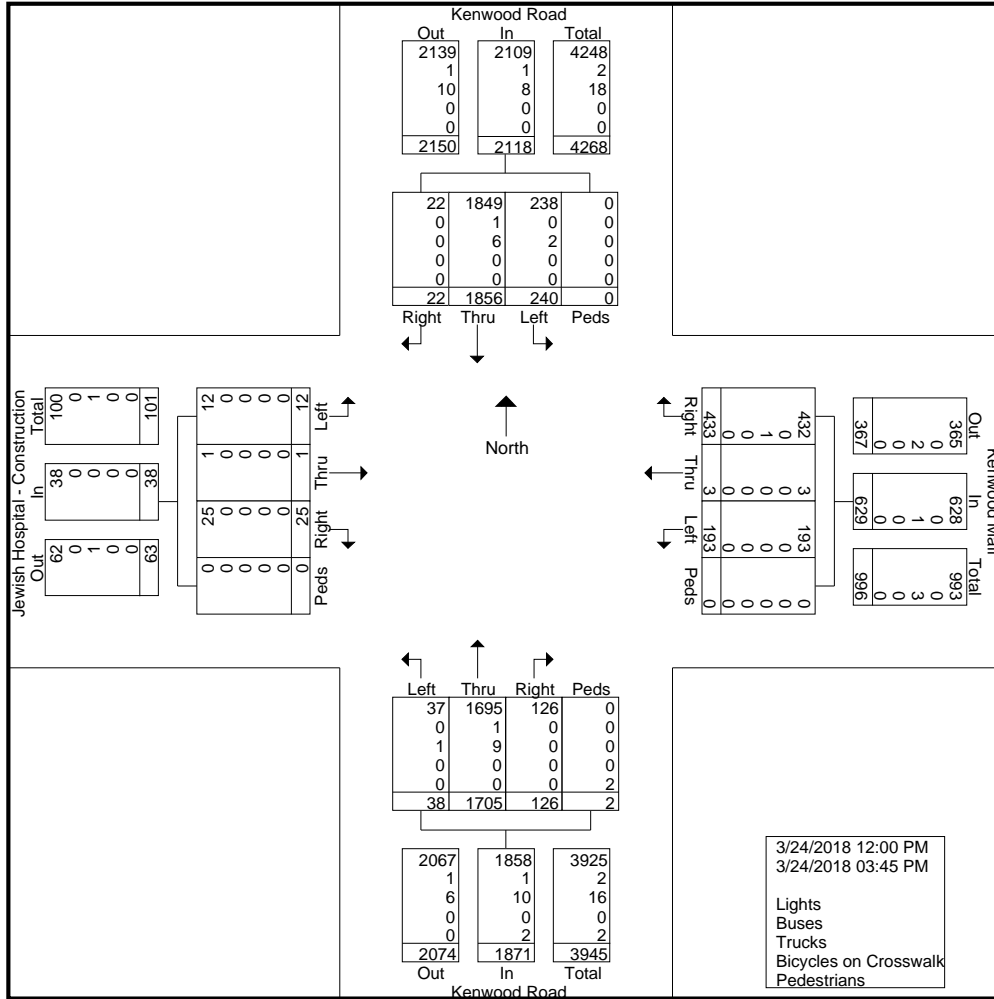 Kenwood Road
Out In Total
2139 2109 4248
1 1 2
10 8 18
0 0 0
0 0 0
2150 2118 4268
22 1849 238 0
0 1 0 0
0 6 2 0
0 0 0 0
0 0 0 0
22 1856 240 0
Right Thru Left Peds
North
Jewish Hospital - Construction
Total
100 0 1 0 0 101
In
38 0 0 0 0 38
Out
62 0 1 0 0 63
Left
12 0 0 0 0 12
Thru
1 0 0 0 0 1
Right
25 0 0 0 0 25
Peds
0 0 0 0 0 0
Right
432 0 1 0 0 433
Thru
3 0 0 0 0 3
Left
193 0 0 0 0 193
Peds
0 0 0 0 0 0
Kenwood Mall
Out
365 0 2 0 0 367
In
628 0 1 0 0 629
Total
993 0 3 0 0 996
Left Thru Right Peds
37 1695 126 0
0 1 0 0
1 9 0 0
0 0 0 0
0 0 0 2
38 1705 126 2
2067 1858 3925
1 1 2
6 10 16
0 0 0
0 2 2
2074 1871 3945
Out In Total
Kenwood Road
3/24/2018 12:00 PM
3/24/2018 03:45 PM
Lights
Buses
Trucks
Bicycles on Crosswalk
Pedestrians